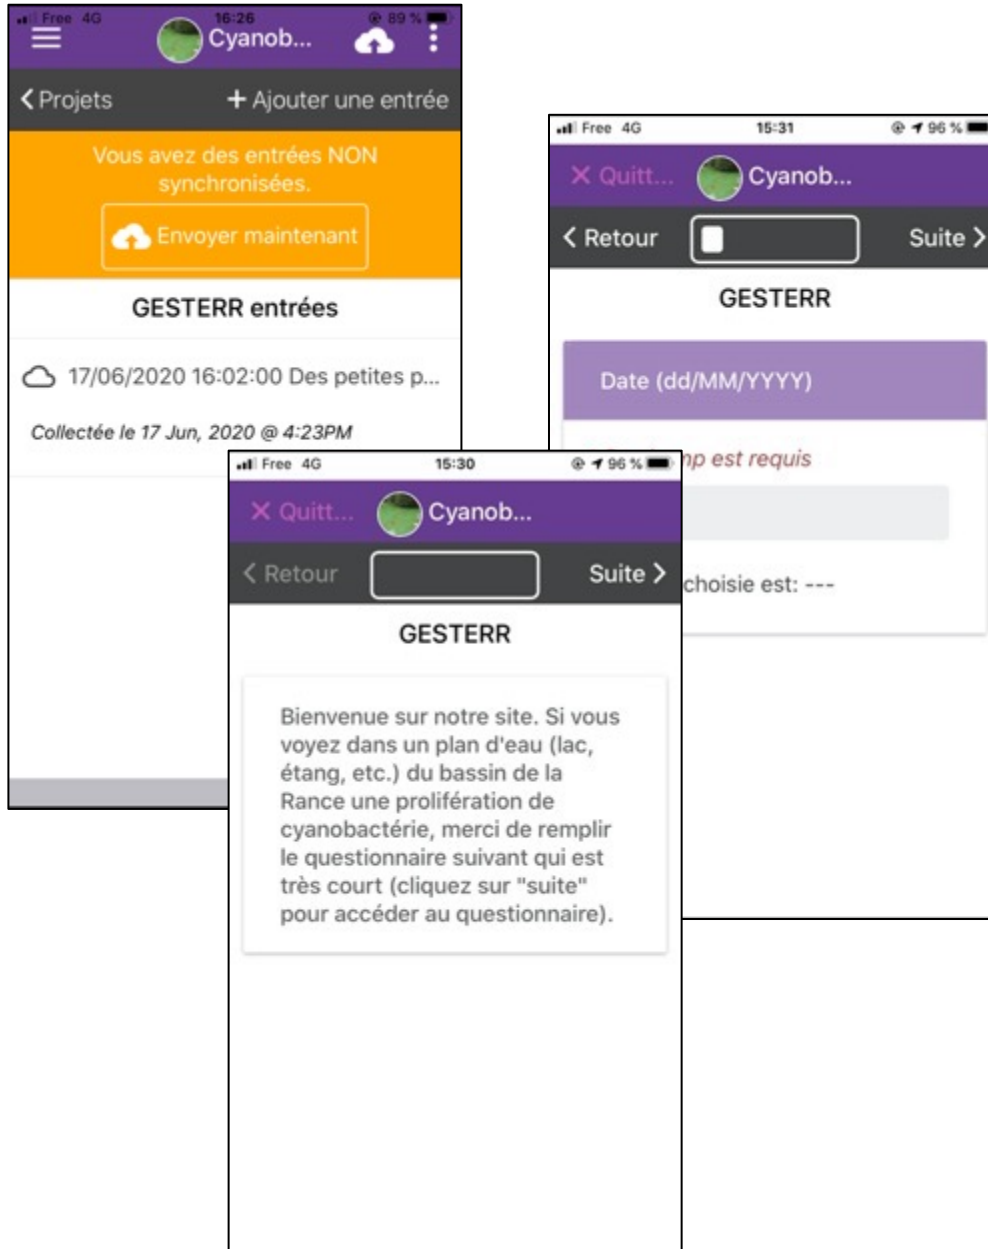 Free 4G 16:26 89 %
Cyanob...
Projets + Ajouter une entrée
Vous avez des entrées NON
synchronisées.
Envoyer maintenant
GESTERR entrées
17/06/2020 16:02:00 Des petites p...
Collectée le 17 Jun, 2020 @ 4:23PM
Free 4G 15:31 96 %
× Quitt... Cyanob...
< Retour Suite >
GESTERR
Date (dd/MM/YYYY)
est requis
choisie est: ---
Free 4G 15:30 96 %
× Quitt... Cyanob...
< Retour Suite >
GESTERR
Bienvenue sur notre site. Si vous
voyez dans un plan d'eau (lac,
étang, etc.) du bassin de la
Rance une prolifération de
cyanobactérie, merci de remplir
le questionnaire suivant qui est
très court (cliquez sur "suite"
pour accéder au questionnaire).